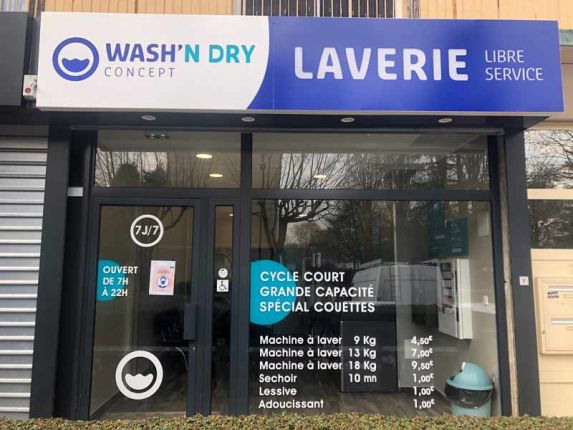 WASH'N DRY
CONCEPT
LAVERIE
LIBRE
SERVICE
7J/7
OUVERT
DE 7H
À 22H
CYCLE COURT
GRANDE CAPACITÉ
SPÉCIAL COUETTES
Machine à laver 9 Kg 4,50€
Machine à laver 13 Kg 7,00€
Machine à laver 18 Kg 9,50€
Sechoir 10 mn 1,00€
Lessive 1,00€
Adoucissant 1,00€